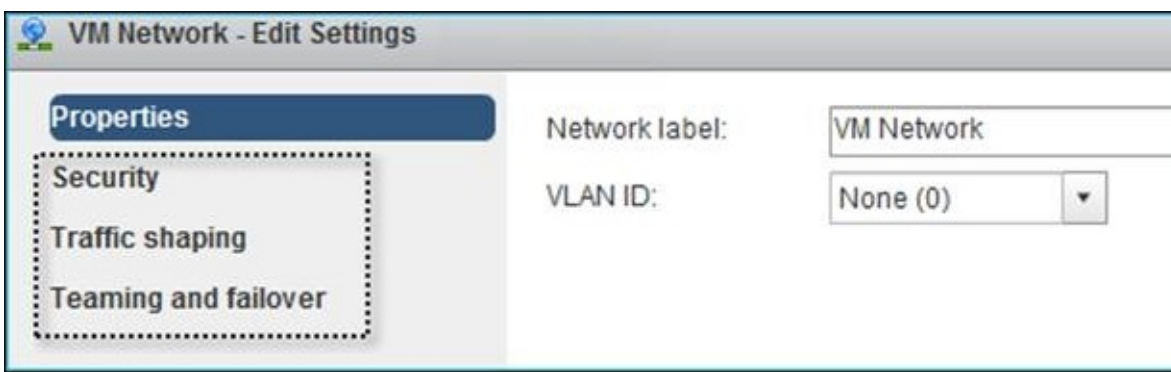 VM Network - Edit Settings
Properties
Security
Traffic shaping
Teaming and failover
Network label: VM Network
VLAN ID: None (0)